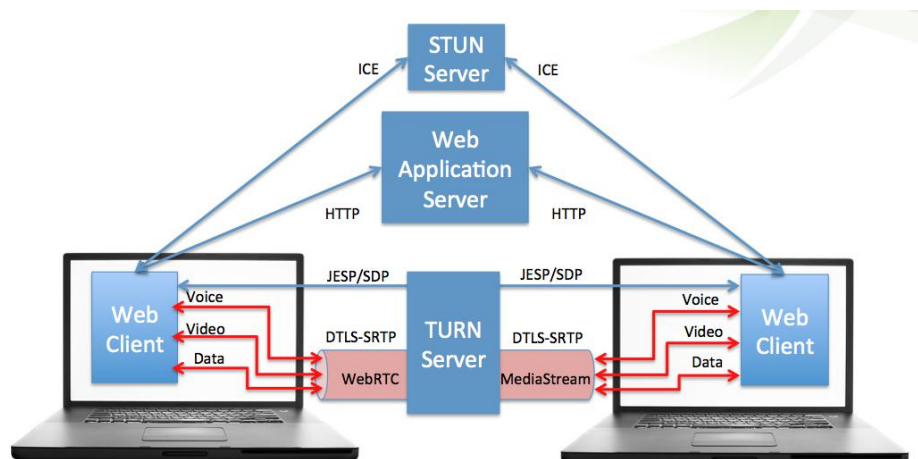 STUN
Server
ICE
ICE
Web
Application
Server
HTTP
HTTP
JESP/SDP
JESP/SDP
Web
Client
Voice
Video
Data
DTLS-SRTP
WebRTC
TURN
Server
DTLS-SRTP
MediaStream
Voice
Video
Data
Web
Client